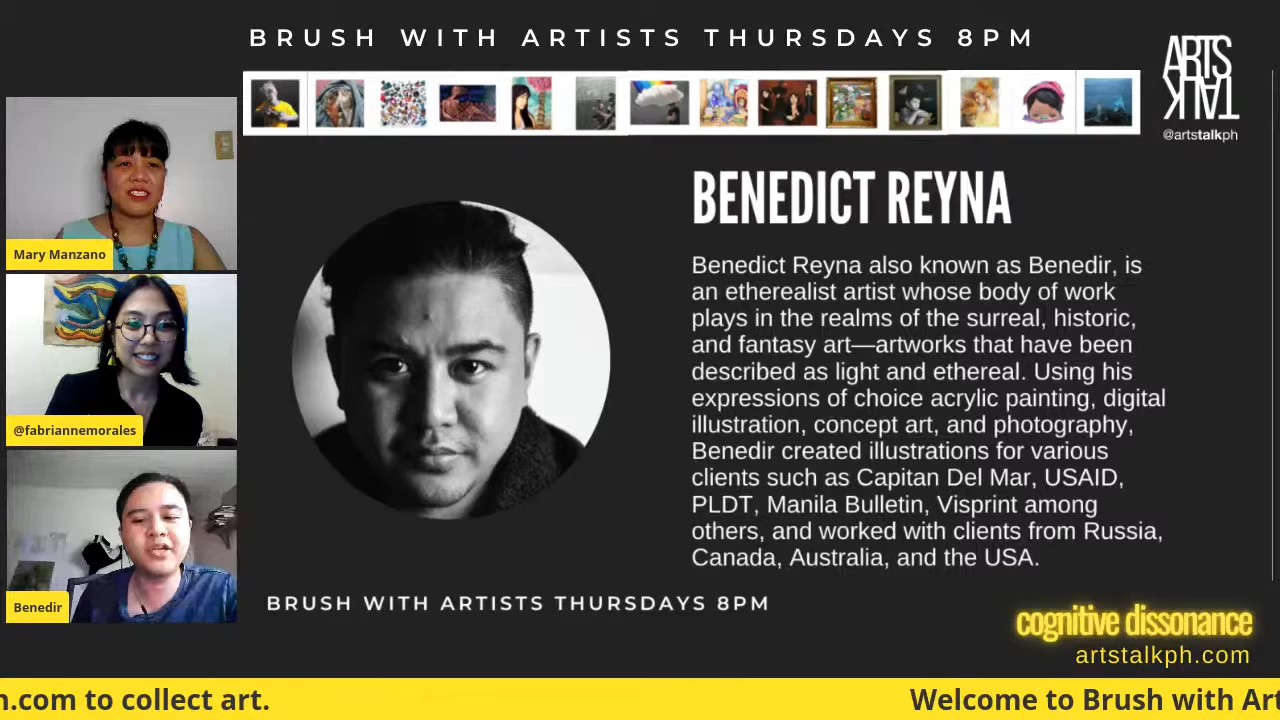 BRUSH WITH ARTISTS THURSDAYS 8PM
ARTS
TALK
@artstalkph
Mary Manzano
@fabriannemorales
Benedir
BENEDICT REYNA
Benedict Reyna also known as Benedir, is
an etherealist artist whose body of work
plays in the realms of the surreal, historic,
and fantasy art—artworks that have been
described as light and ethereal. Using his
expressions of choice acrylic painting, digital
illustration, concept art, and photography,
Benedir created illustrations for various
clients such as Capitan Del Mar, USAID,
PLDT, Manila Bulletin, Visprint among
others, and worked with clients from Russia,
Canada, Australia, and the USA.
BRUSH WITH ARTISTS THURSDAYS 8PM
cognitive dissonance
artstalkph.com
n.com to collect art. Welcome to Brush with Art